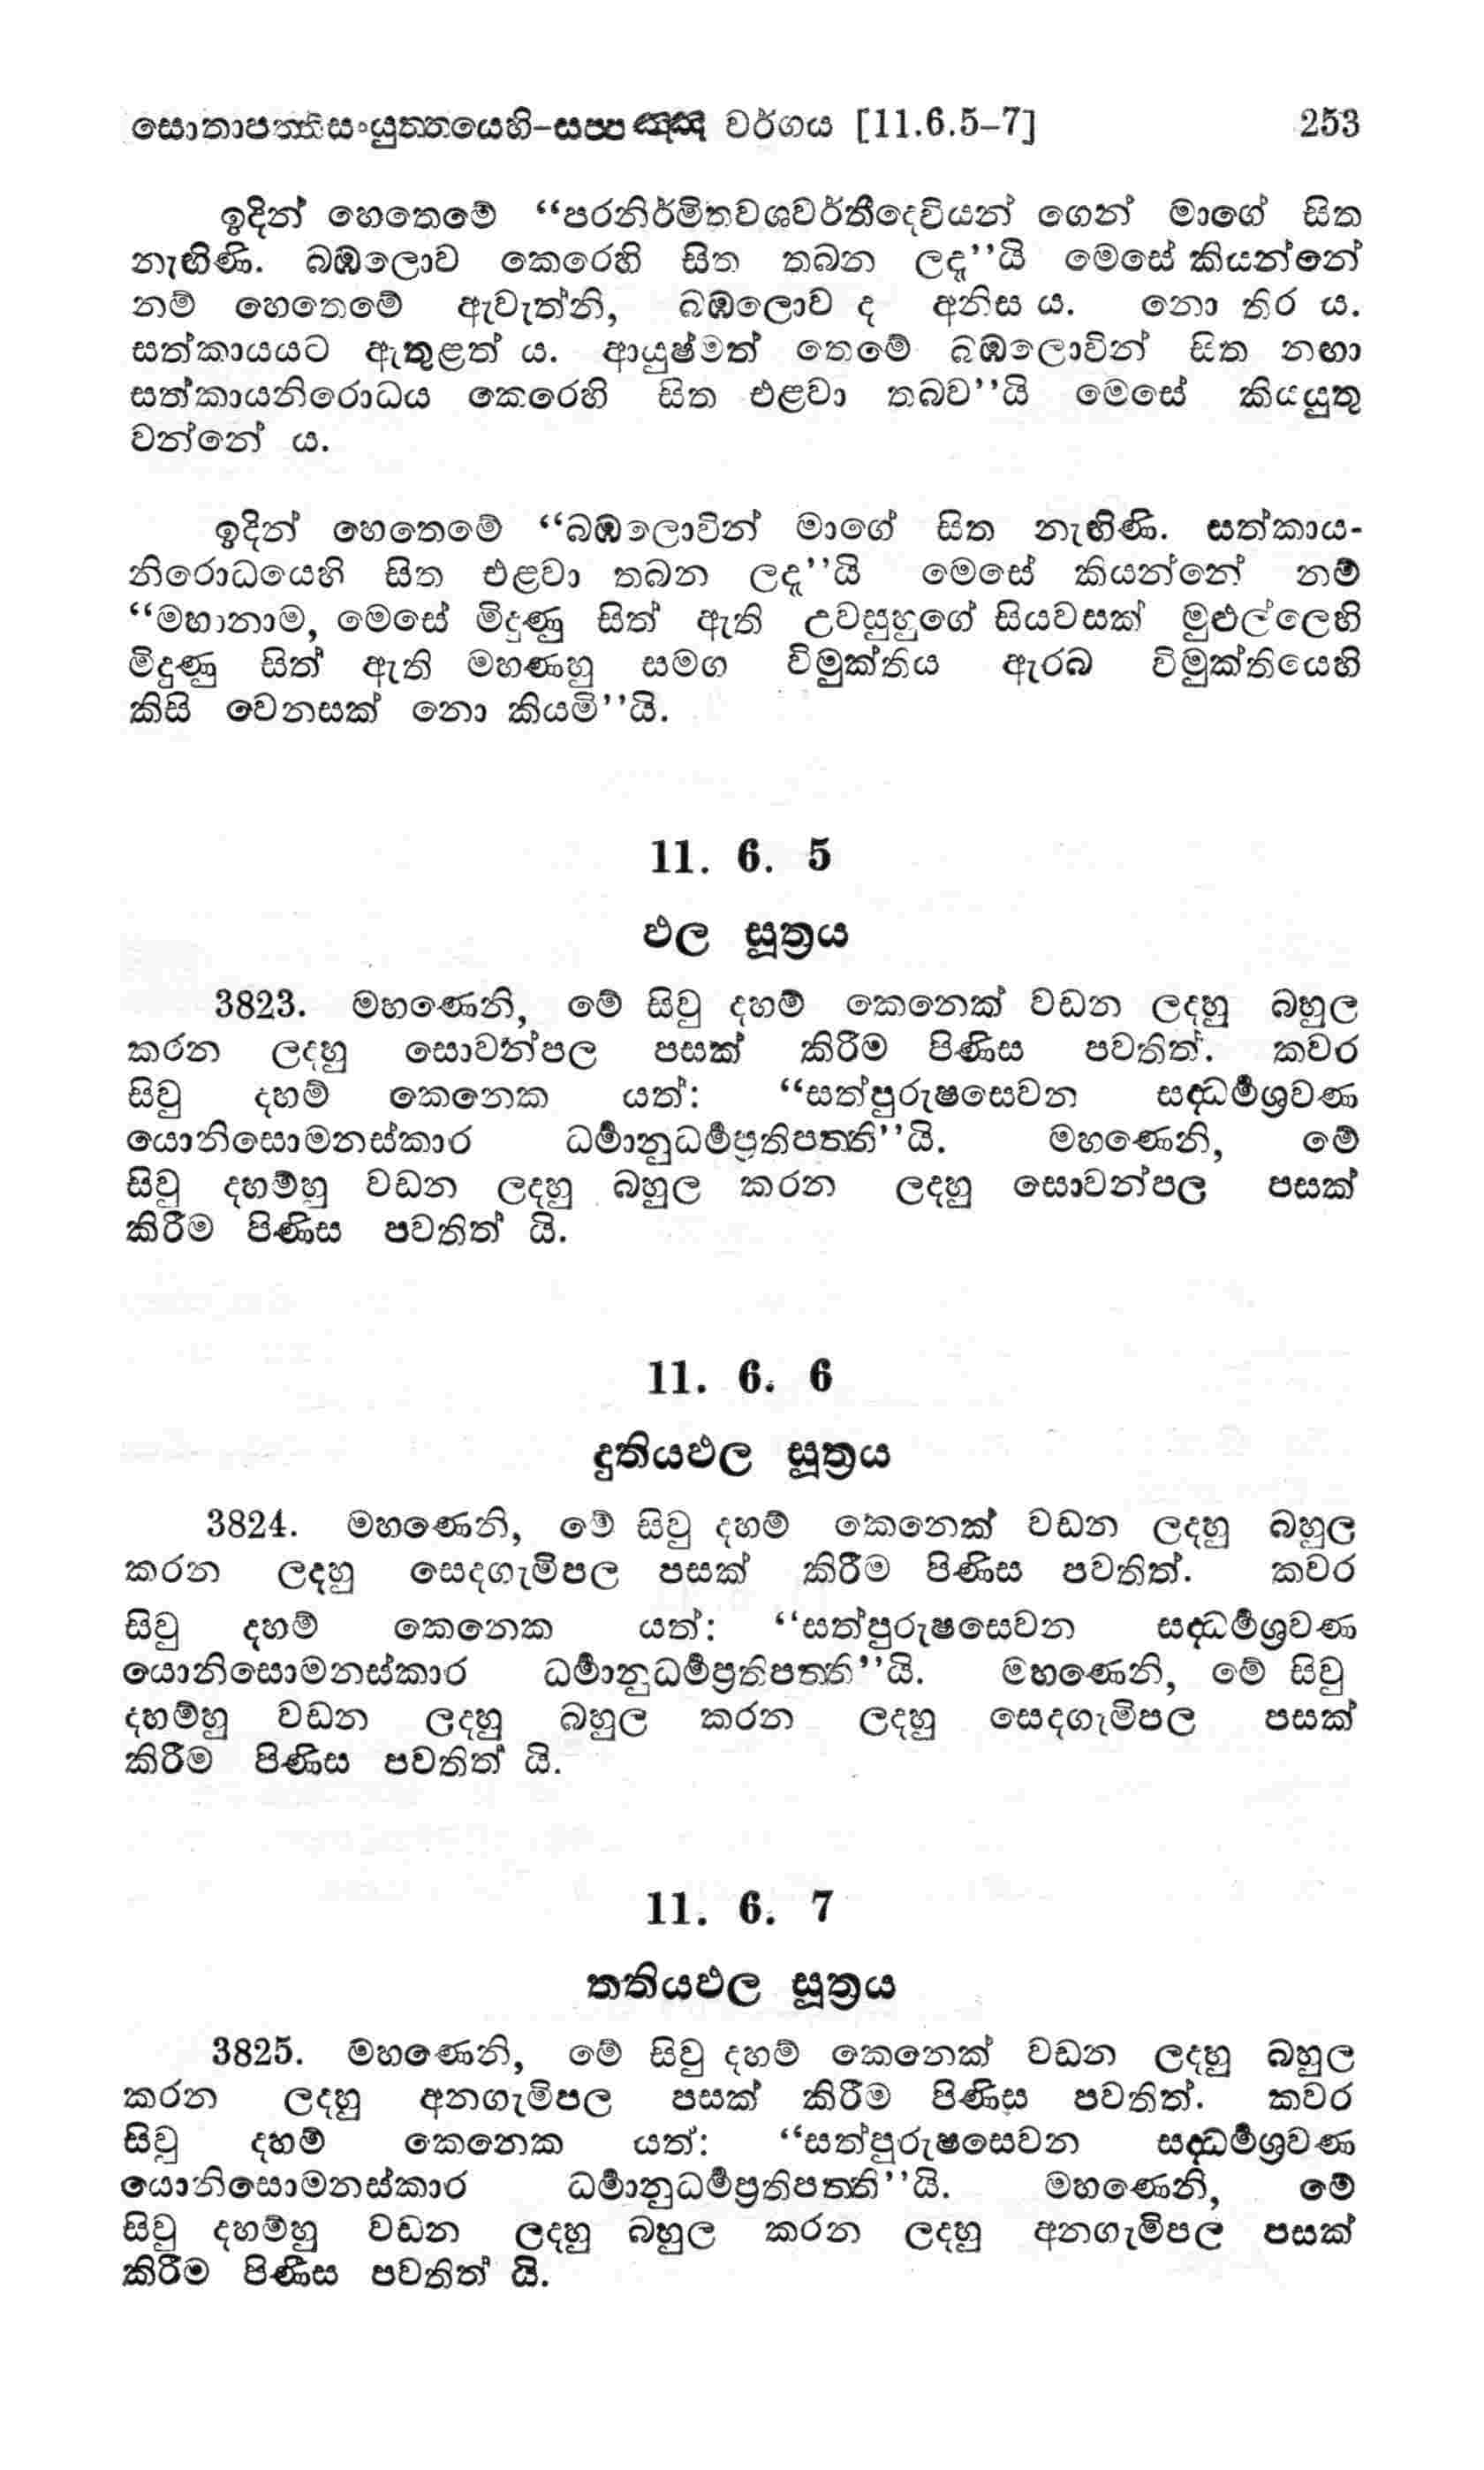 සොතාපත්තිසංයුත්තයෙහි-සප්පඤ්ඤ වර්ගය [11.6.5–7] 253
ඉදින් හෙතෙමේ “පරනිර්මිතවශවර්තීදෙවියන් ගෙන් මාගේ සිත
නැඟිණි. බඹලොව කෙරෙහි සිත තබන ලදැ’’යි මෙසේ කියන්නේ
නම් හෙතෙමේ ඇවැත්නි, බඹලොව ද අනිස ය. නො තිර ය.
සත්කායයට ඇතුළත් ය. ආයුෂ්මත් තෙමේ බඹලොවින් සිත නඟා
සත්කායනිරොධය කෙරෙහි සිත එළවා තබව’’යි මෙසේ කියයුතු
වන්නේ ය.
ඉදින් හෙතෙමේ “බඹලොවින් මාගේ සිත නැඟිණි. සත්කාය-
නිරොධයෙහි සිත එළවා තබන ලදැ’’යි මෙසේ කියන්නේ නම්
“මහානාම, මෙසේ මිදුණු සිත් ඇති උවසුහුගේ සියවසක් මුළුල්ලෙහි
මිදුණු සිත් ඇති මහණහු සමග විමුක්තිය ඇරබ විමුක්තියෙහි
කිසි වෙනසක් නො කියමි’’යි.
11. 6. 5
ඵල සූත්‍රය
3823. මහණෙනි, මේ සිවු දහම් කෙනෙක් වඩන ලදහු බහුල
කරන ලදහු සොවන්පල පසක් කිරීම පිණිස පවතිත්. කවර
සිවු දහම් කෙනෙක යත්: “සත්පුරුෂසෙවන සද්ධර්මශ්‍රවණ
යොනිසොමනස්කාර ධර්මානුධර්මප්‍රතිපත්ති’’යි. මහණෙනි, මේ
සිවු දහම්හු වඩන ලදහු බහුල කරන ලදහු සොවන්පල පසක්
කිරීම පිණිස පවතිත් යි.
11. 6. 6
දුතියඵල සූත්‍රය
3824. මහණෙනි, මේ සිවු දහම් කෙනෙක් වඩන ලදහු බහුල
කරන ලදහු සෙදගැමිපල පසක් කිරීම පිණිස පවතිත්. කවර
සිවු දහම් කෙනෙක යත්: “සත්පුරුෂසෙවන සද්ධර්මශ්‍රවණ
යොනිසොමනස්කාර ධර්මානුධර්මප්‍රතිපත්ති’’යි. මහණෙනි, මේ සිවු
දහම්හු වඩන ලදහු බහුල කරන ලදහු සෙදගැමිපල පසක්
කිරීම පිණිස පවතිත් යි.
11. 6. 7
තතියඵල සූත්‍රය
3825. මහණෙනි, මේ සිවු දහම් කෙනෙක් වඩන ලදහු බහුල
කරන ලදහු අනගැමිපල පසක් කිරීම පිණිස පවතිත්. කවර
සිවු දහම් කෙනෙක යත්: “සත්පුරුෂසෙවන සද්ධර්මශ්‍රවණ
යොනිසොමනස්කාර ධර්මානුධර්මප්‍රතිපත්ති’’යි. මහණෙනි, මේ
සිවු දහම්හු වඩන ලදහු බහුල කරන ලදහු අනගැමිපල පසක්
කිරීම පිණිස පවතිත් යි.